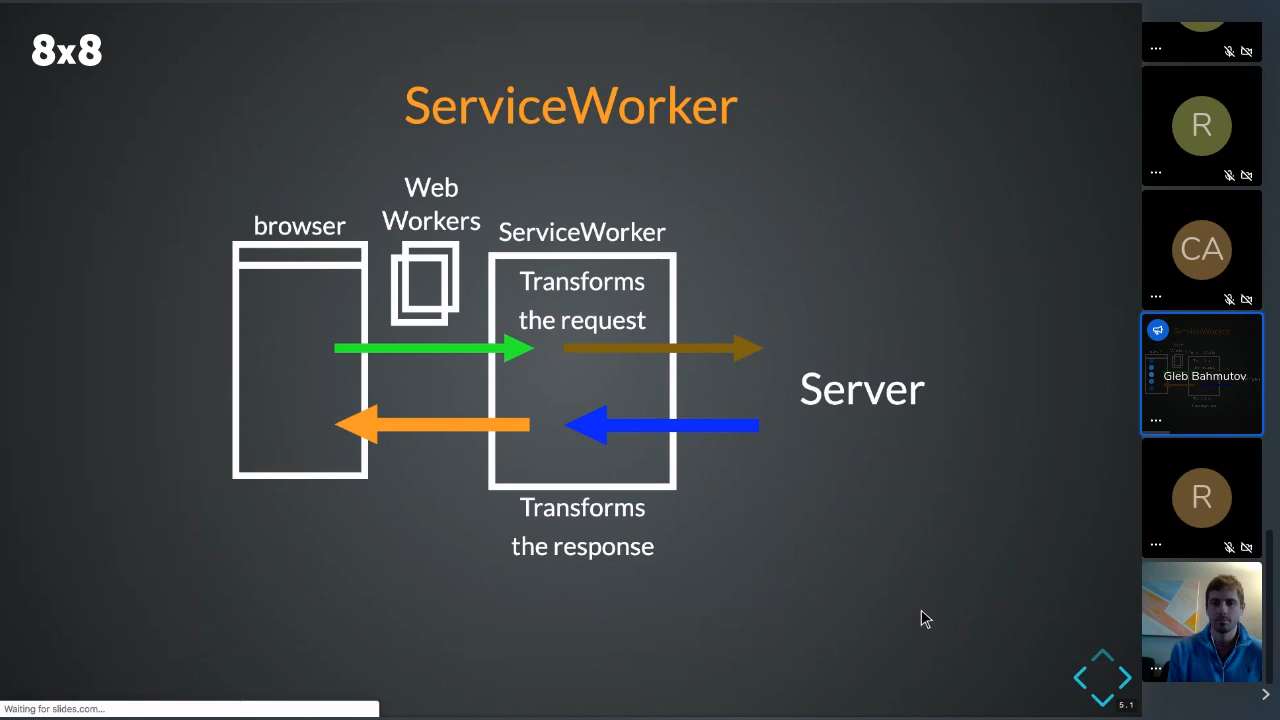 8x8
ServiceWorker
Web
Workers
browser
ServiceWorker
Transforms
the request
Server
Transforms
the response
R
CA
Gleb Bahmutov
R
Waiting for slides.com...
5.1